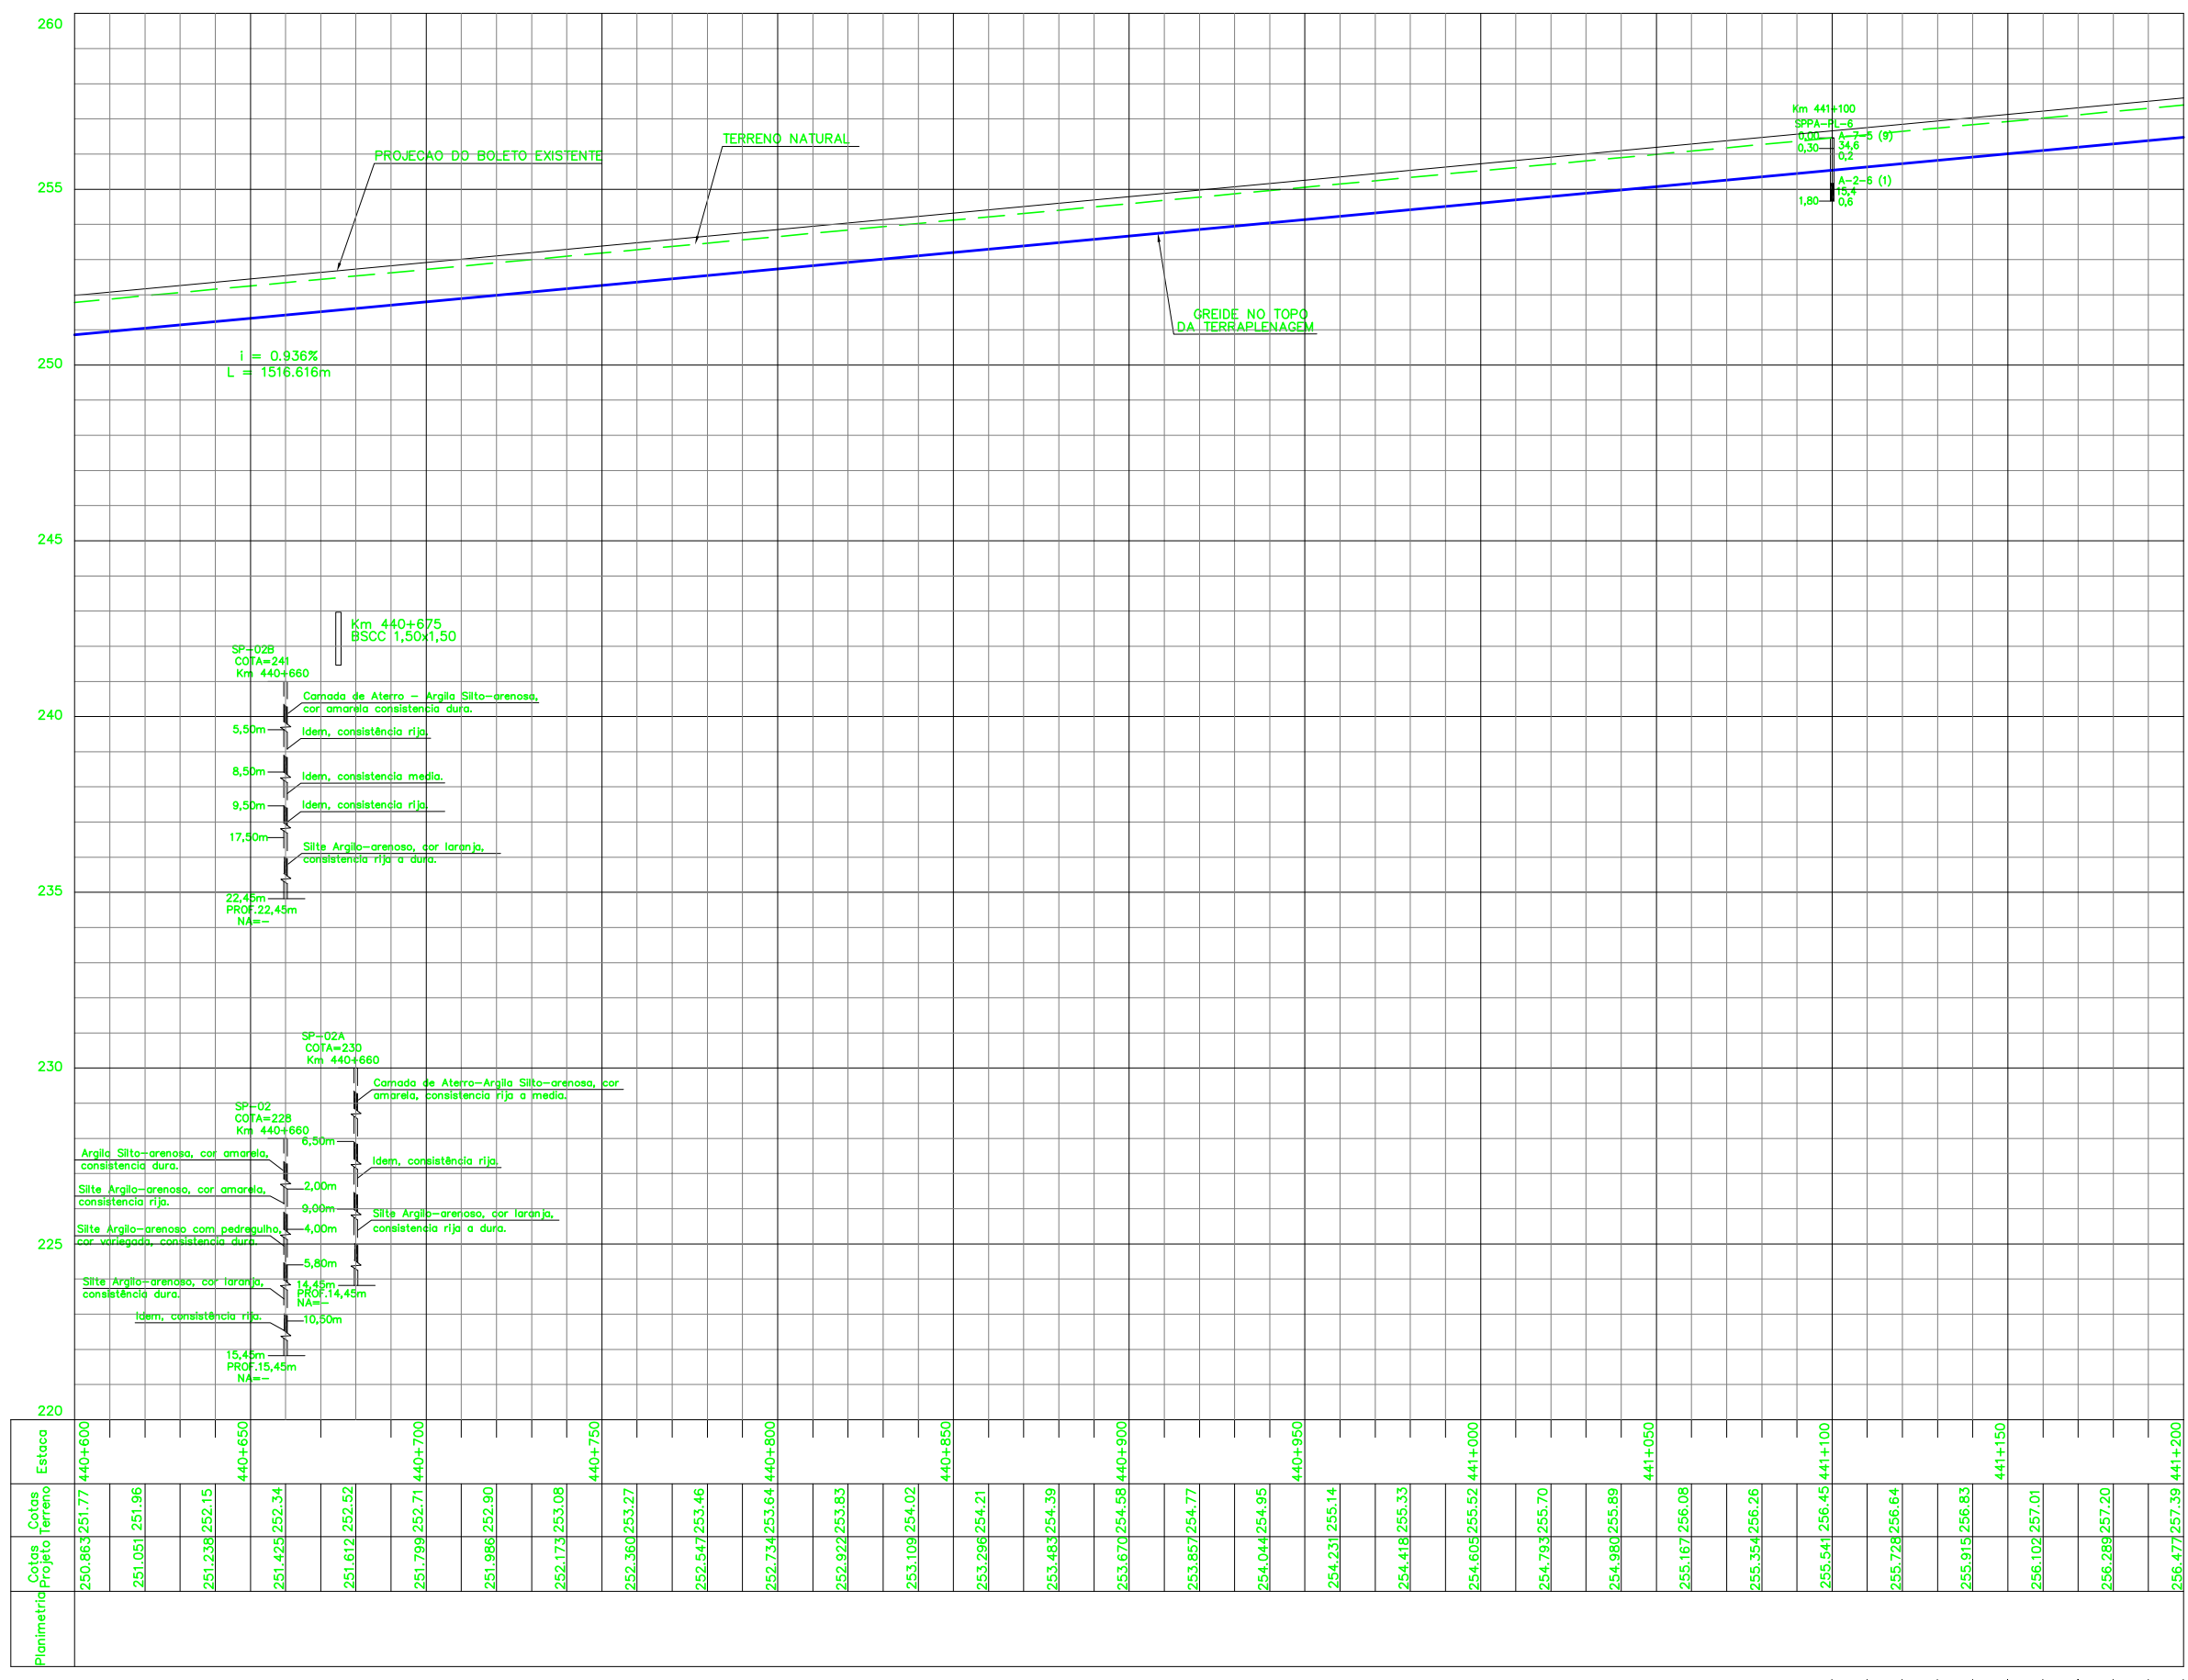 260
255
250
245
240
235
230
225
220
PROJECAO DO BOLETO EXISTENTE
TERRENO NATURAL
GREIDE NO TOPO
DA TERRAPLENAGEM
i = 0.936%
L = 1516.616m
Km 441+100
SPPA-PL-6
0,00
A-7-5 (9)
0,30
34,6
0,2
A-2-6 (1)
15,4
1,80
0,6
Km 440+675
BSCC 1,50x1,50
SP-02B
COTA=241
Km 440+660
Camada de Aterro - Argila Silto-arenosa,
cor amarela consistencia dura.
5,50m
Idem, consistência rija.
8,50m
Idem, consistencia media.
9,50m
Idem, consistencia rija.
17,50m
Silte Argilo-arenoso, cor laranja,
consistencia rija a dura.
22,45m
PROF.22,45m
NA=-
SP-02A
COTA=230
Km 440+660
Camada de Aterro-Argila Silto-arenosa, cor
amarela, consistencia rija a media.
6,50m
Idem, consistência rija.
9,00m
Silte Argilo-arenoso, cor laranja,
consistencia rija a dura.
14,45m
PROF.14,45m
NA=-
SP-02
COTA=228
Km 440+660
Argila Silto-arenosa, cor amarela,
consistencia dura.
2,00m
Silte Argilo-arenoso, cor amarela,
consistencia rija.
4,00m
Silte Argilo-arenoso com pedregulho,
cor variegada, consistencia dura.
5,80m
Silte Argilo-arenoso, cor laranja,
consistência dura.
10,50m
Idem, consistência rija.
15,45m
PROF.15,45m
NA=-
Estaca 440+600 440+650 440+700 440+750 440+800 440+850 440+900 440+950 441+000 441+050 441+100 441+150 441+200
Cotas Terreno 251.77 251.96 252.15 252.34 252.52 252.71 252.90 253.08 253.27 253.46 253.64 253.83 254.02 254.21 254.39 254.58 254.77 254.95 255.14 255.33 255.52 255.70 255.89 256.08 256.26 256.45 256.64 256.83 257.01 257.20 257.39
Cotas Projeto 250.863 251.051 251.238 251.425 251.612 251.799 251.986 252.173 252.360 252.547 252.734 252.922 253.109 253.296 253.483 253.670 253.857 254.044 254.231 254.418 254.605 254.793 254.980 255.167 255.354 255.541 255.728 255.915 256.102 256.289 256.477
Planimetria